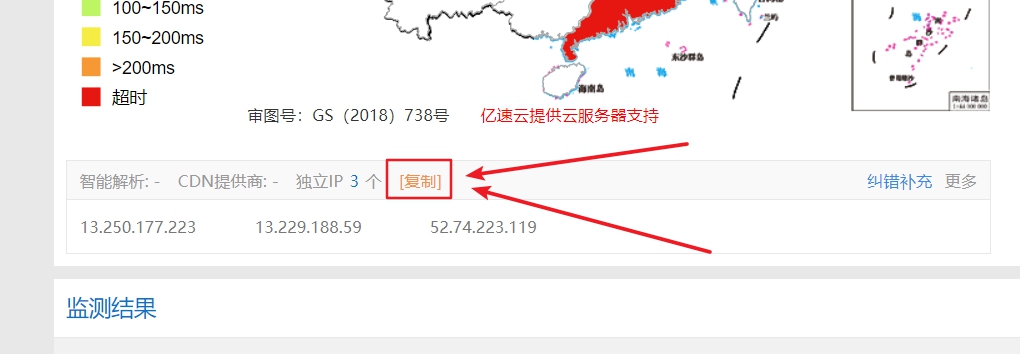 100~150ms
150~200ms
>200ms
超时
东沙群岛
海南岛
南海诸岛
审图号：GS（2018）738号 亿速云提供云服务器支持
智能解析: - CDN提供商: - 独立IP 3 个 [复制] 纠错补充 更多
13.250.177.223 13.229.188.59 52.74.223.119
监测结果